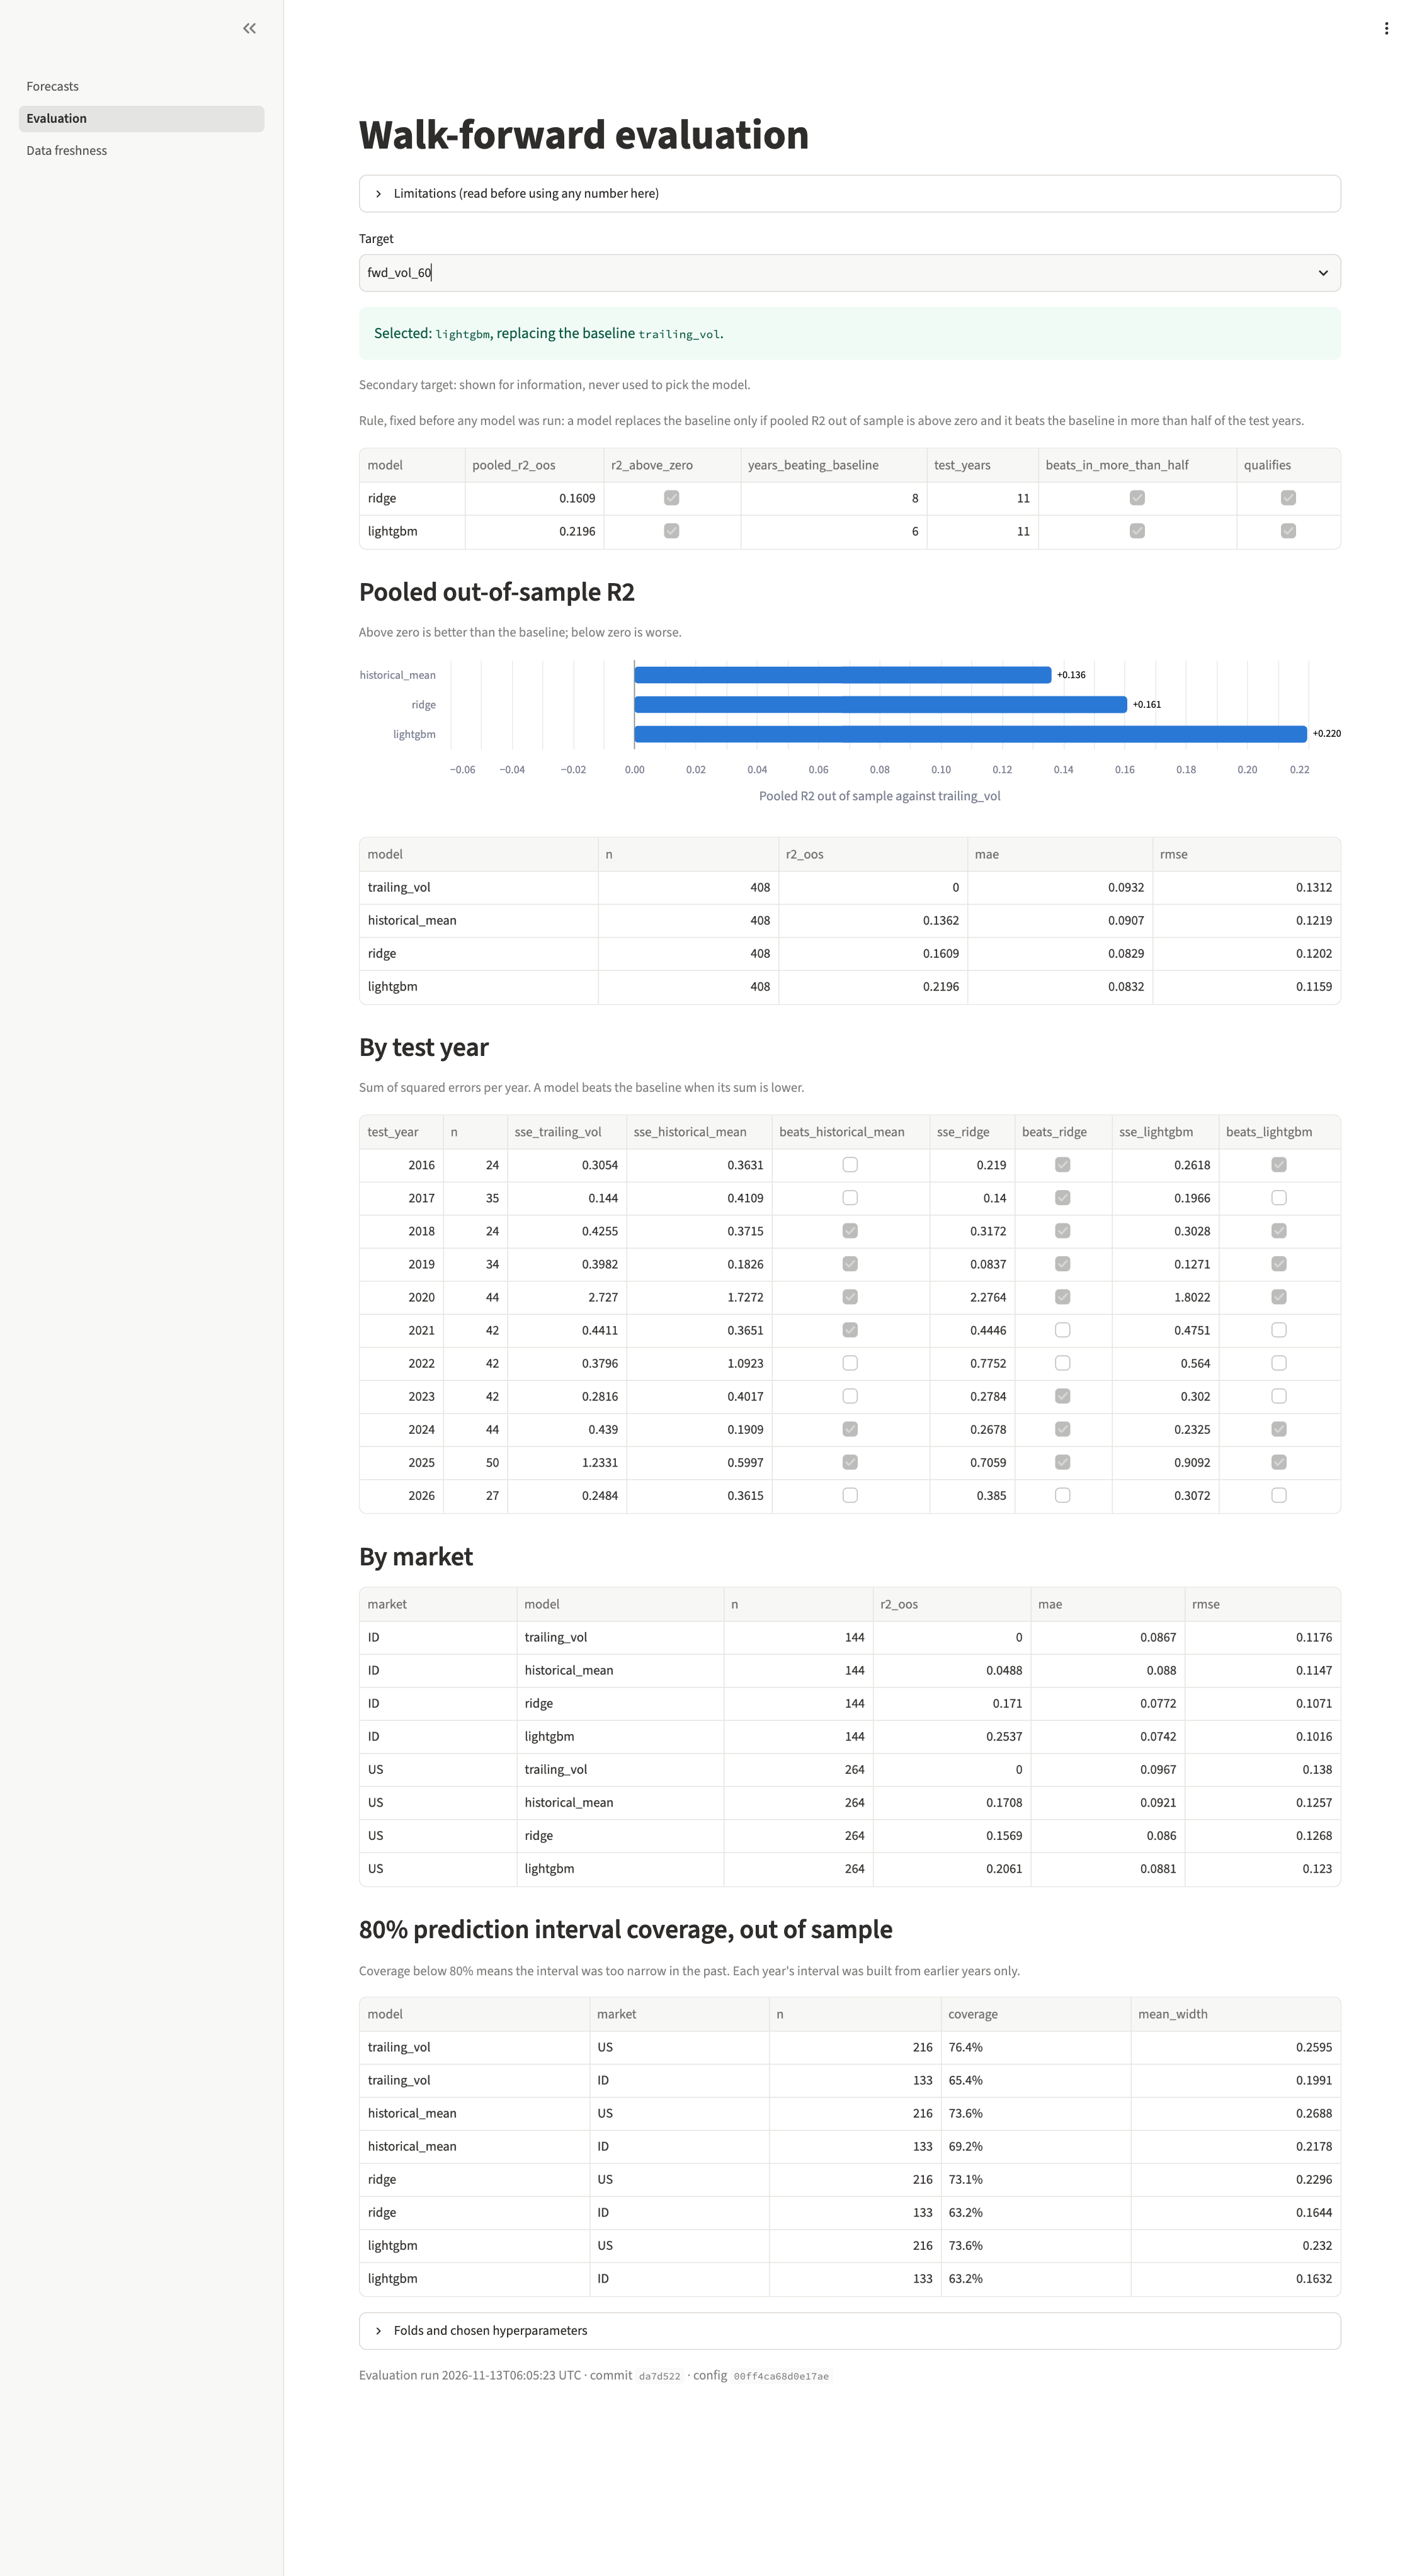 Forecasts
Evaluation
Data freshness
Walk-forward evaluation
Limitations (read before using any number here)
Target
fwd_vol_60
Selected: lightgbm, replacing the baseline trailing_vol.
Secondary target: shown for information, never used to pick the model.
Rule, fixed before any model was run: a model replaces the baseline only if pooled R2 out of sample is above zero and it beats the baseline in more than half of the test years.
model pooled_r2_oos r2_above_zero years_beating_baseline test_years beats_in_more_than_half qualifies
ridge 0.1609 8 11
lightgbm 0.2196 6 11
Pooled out-of-sample R2
Above zero is better than the baseline; below zero is worse.
historical_mean +0.136
ridge +0.161
lightgbm +0.220
−0.06 −0.04 −0.02 0.00 0.02 0.04 0.06 0.08 0.10 0.12 0.14 0.16 0.18 0.20 0.22
Pooled R2 out of sample against trailing_vol
model n r2_oos mae rmse
trailing_vol 408 0 0.0932 0.1312
historical_mean 408 0.1362 0.0907 0.1219
ridge 408 0.1609 0.0829 0.1202
lightgbm 408 0.2196 0.0832 0.1159
By test year
Sum of squared errors per year. A model beats the baseline when its sum is lower.
test_year n sse_trailing_vol sse_historical_mean beats_historical_mean sse_ridge beats_ridge sse_lightgbm beats_lightgbm
2016 24 0.3054 0.3631 0.219 0.2618
2017 35 0.144 0.4109 0.14 0.1966
2018 24 0.4255 0.3715 0.3172 0.3028
2019 34 0.3982 0.1826 0.0837 0.1271
2020 44 2.727 1.7272 2.2764 1.8022
2021 42 0.4411 0.3651 0.4446 0.4751
2022 42 0.3796 1.0923 0.7752 0.564
2023 42 0.2816 0.4017 0.2784 0.302
2024 44 0.439 0.1909 0.2678 0.2325
2025 50 1.2331 0.5997 0.7059 0.9092
2026 27 0.2484 0.3615 0.385 0.3072
By market
market model n r2_oos mae rmse
ID trailing_vol 144 0 0.0867 0.1176
ID historical_mean 144 0.0488 0.088 0.1147
ID ridge 144 0.171 0.0772 0.1071
ID lightgbm 144 0.2537 0.0742 0.1016
US trailing_vol 264 0 0.0967 0.138
US historical_mean 264 0.1708 0.0921 0.1257
US ridge 264 0.1569 0.086 0.1268
US lightgbm 264 0.2061 0.0881 0.123
80% prediction interval coverage, out of sample
Coverage below 80% means the interval was too narrow in the past. Each year's interval was built from earlier years only.
model market n coverage mean_width
trailing_vol US 216 76.4% 0.2595
trailing_vol ID 133 65.4% 0.1991
historical_mean US 216 73.6% 0.2688
historical_mean ID 133 69.2% 0.2178
ridge US 216 73.1% 0.2296
ridge ID 133 63.2% 0.1644
lightgbm US 216 73.6% 0.232
lightgbm ID 133 63.2% 0.1632
Folds and chosen hyperparameters
Evaluation run 2026-11-13T06:05:23 UTC · commit da7d522 · config 00ff4ca68d0e17ae